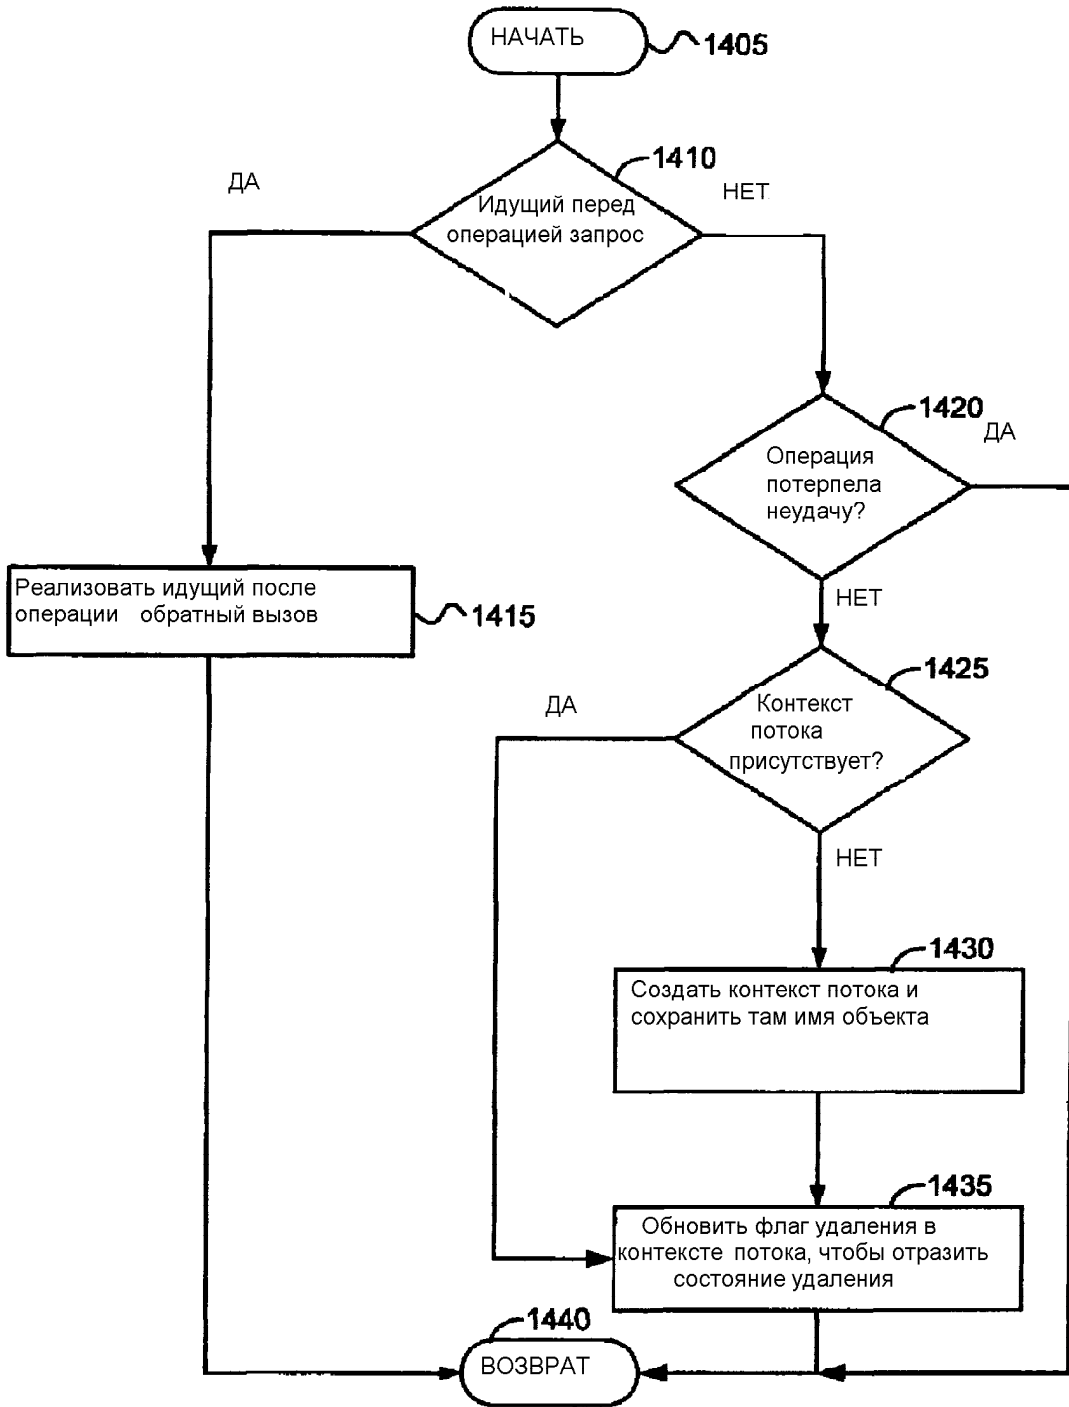 НАЧАТЬ
1405
1410
ДА
НЕТ
Идущий перед
операцией запрос
1420
ДА
Операция
потерпела
неудачу?
Реализовать идущий после
операции обратный вызов
1415
НЕТ
1425
ДА
Контекст
потока
присутствует?
НЕТ
1430
Создать контекст потока и
сохранить там имя объекта
1435
Обновить флаг удаления в
контексте потока, чтобы отразить
состояние удаления
1440
ВОЗВРАТ